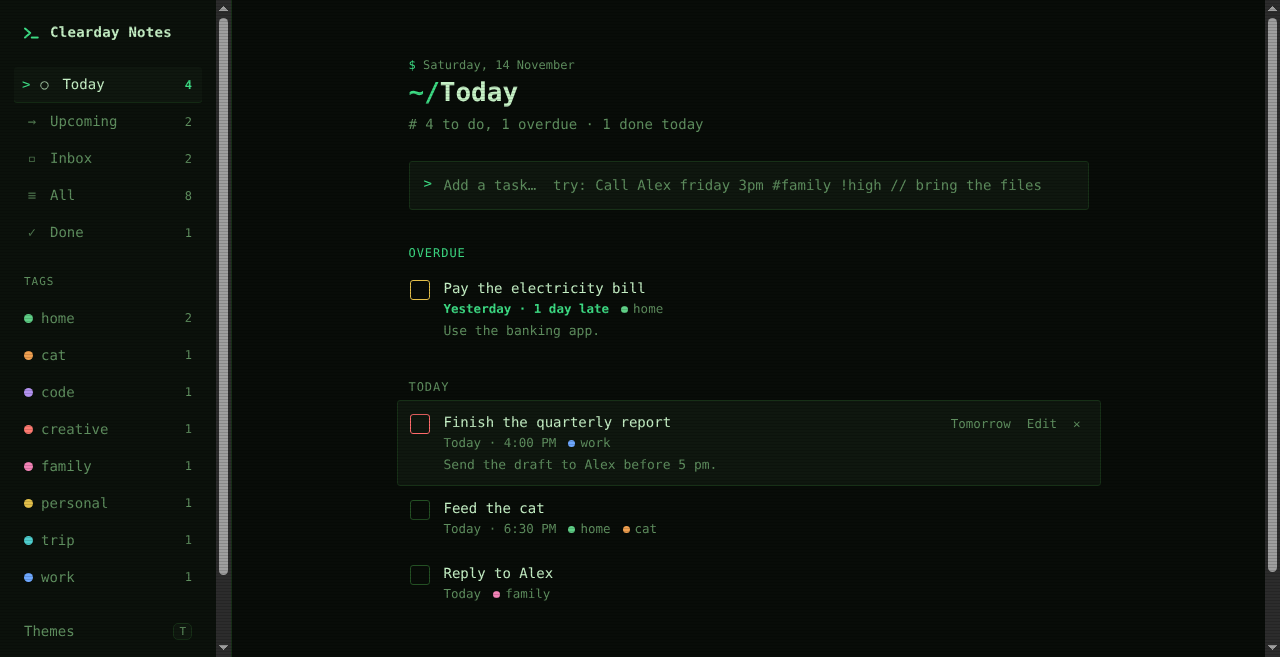 Clearday Notes
> ○ Today 4
→ Upcoming 2
▫ Inbox 2
≡ All 8
✓ Done 1
TAGS
home 2
cat 1
code 1
creative 1
family 1
personal 1
trip 1
work 1
Themes T
$ Saturday, 14 November
~/Today
# 4 to do, 1 overdue · 1 done today
> Add a task… try: Call Alex friday 3pm #family !high // bring the files
OVERDUE
Pay the electricity bill
Yesterday · 1 day late home
Use the banking app.
TODAY
Finish the quarterly report Tomorrow Edit ×
Today · 4:00 PM work
Send the draft to Alex before 5 pm.
Feed the cat
Today · 6:30 PM home cat
Reply to Alex
Today family